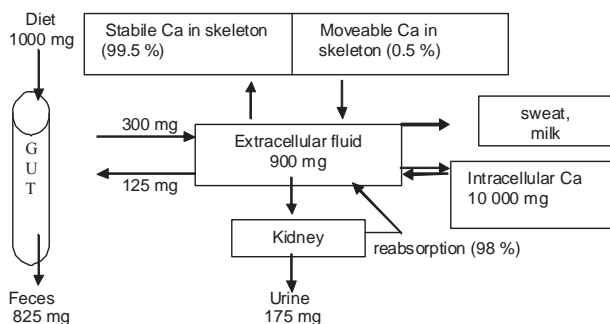 Diet
1000 mg
Stabile Ca in skeleton
(99.5 %)
Moveable Ca in
skeleton (0.5 %)
G
U
T
300 mg
125 mg
Extracellular fluid
900 mg
sweat,
milk
Intracellular Ca
10 000 mg
Kidney
reabsorption (98 %)
Feces
825 mg
Urine
175 mg